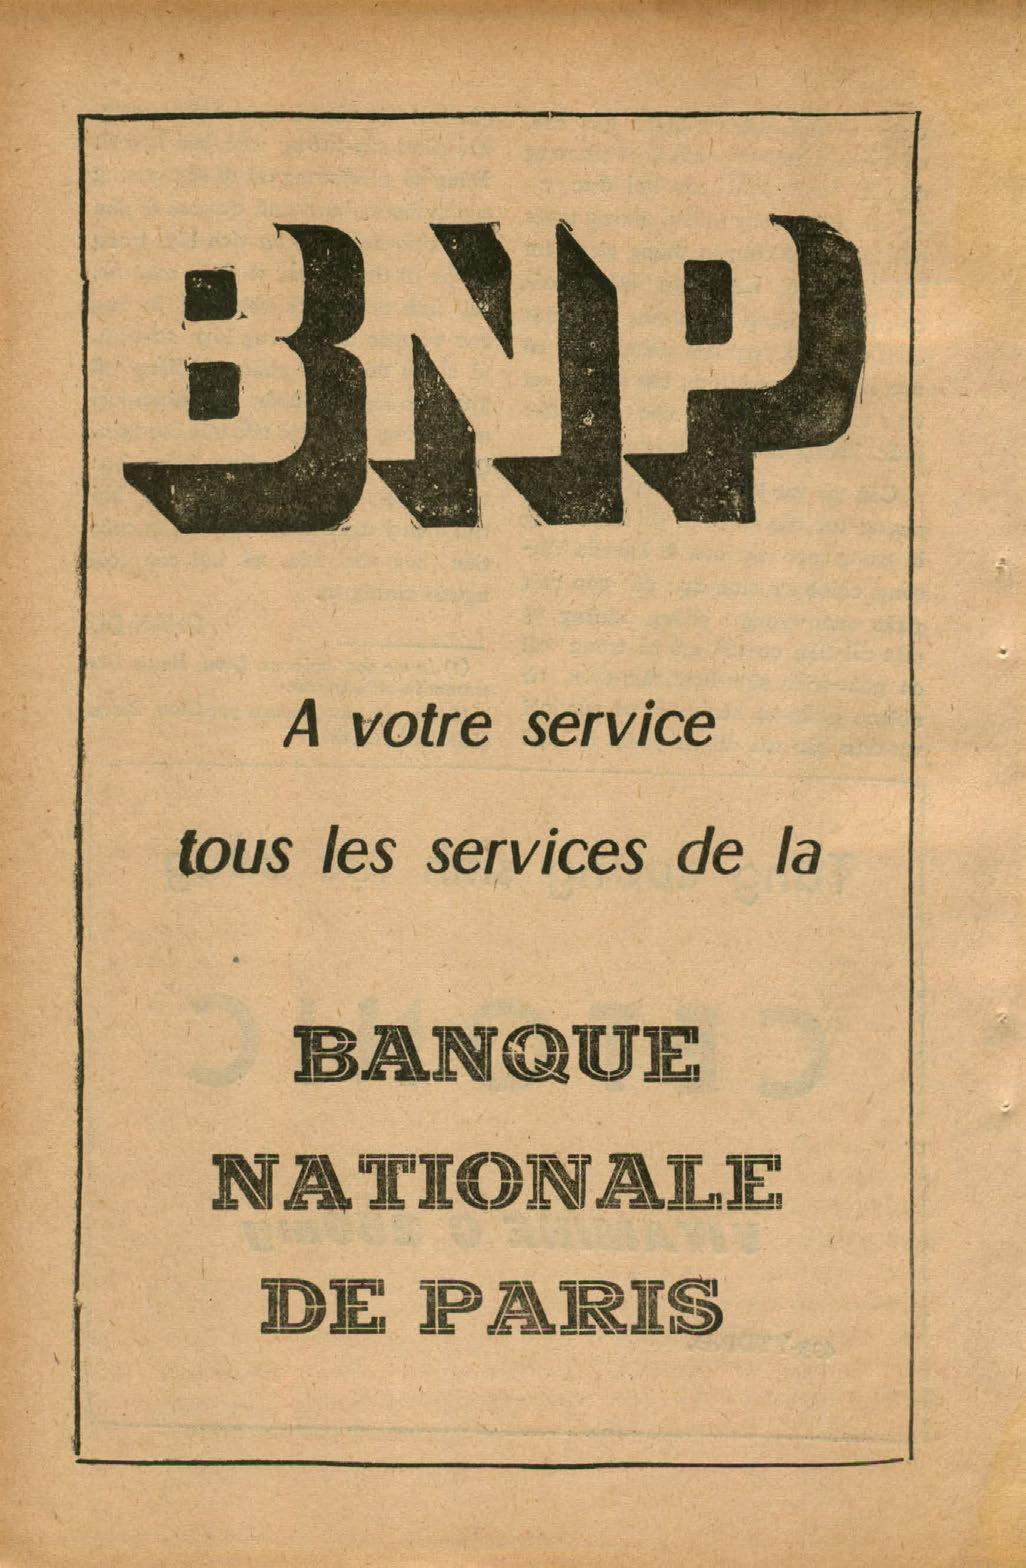 BNP
A votre service
tous les services de la
BANQUE
NATIONALE
DE PARIS